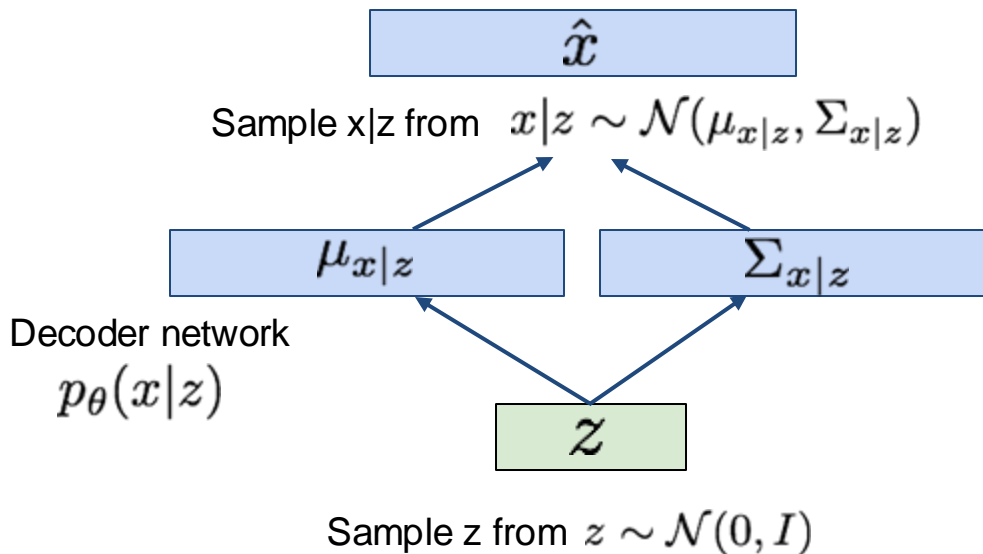 x̂
Sample x|z from x|z ∼ 𝒩(μ_{x|z}, Σ_{x|z})
μ_{x|z} Σ_{x|z}
Decoder network
p_θ(x|z)
z
Sample z from z ∼ 𝒩(0, I)